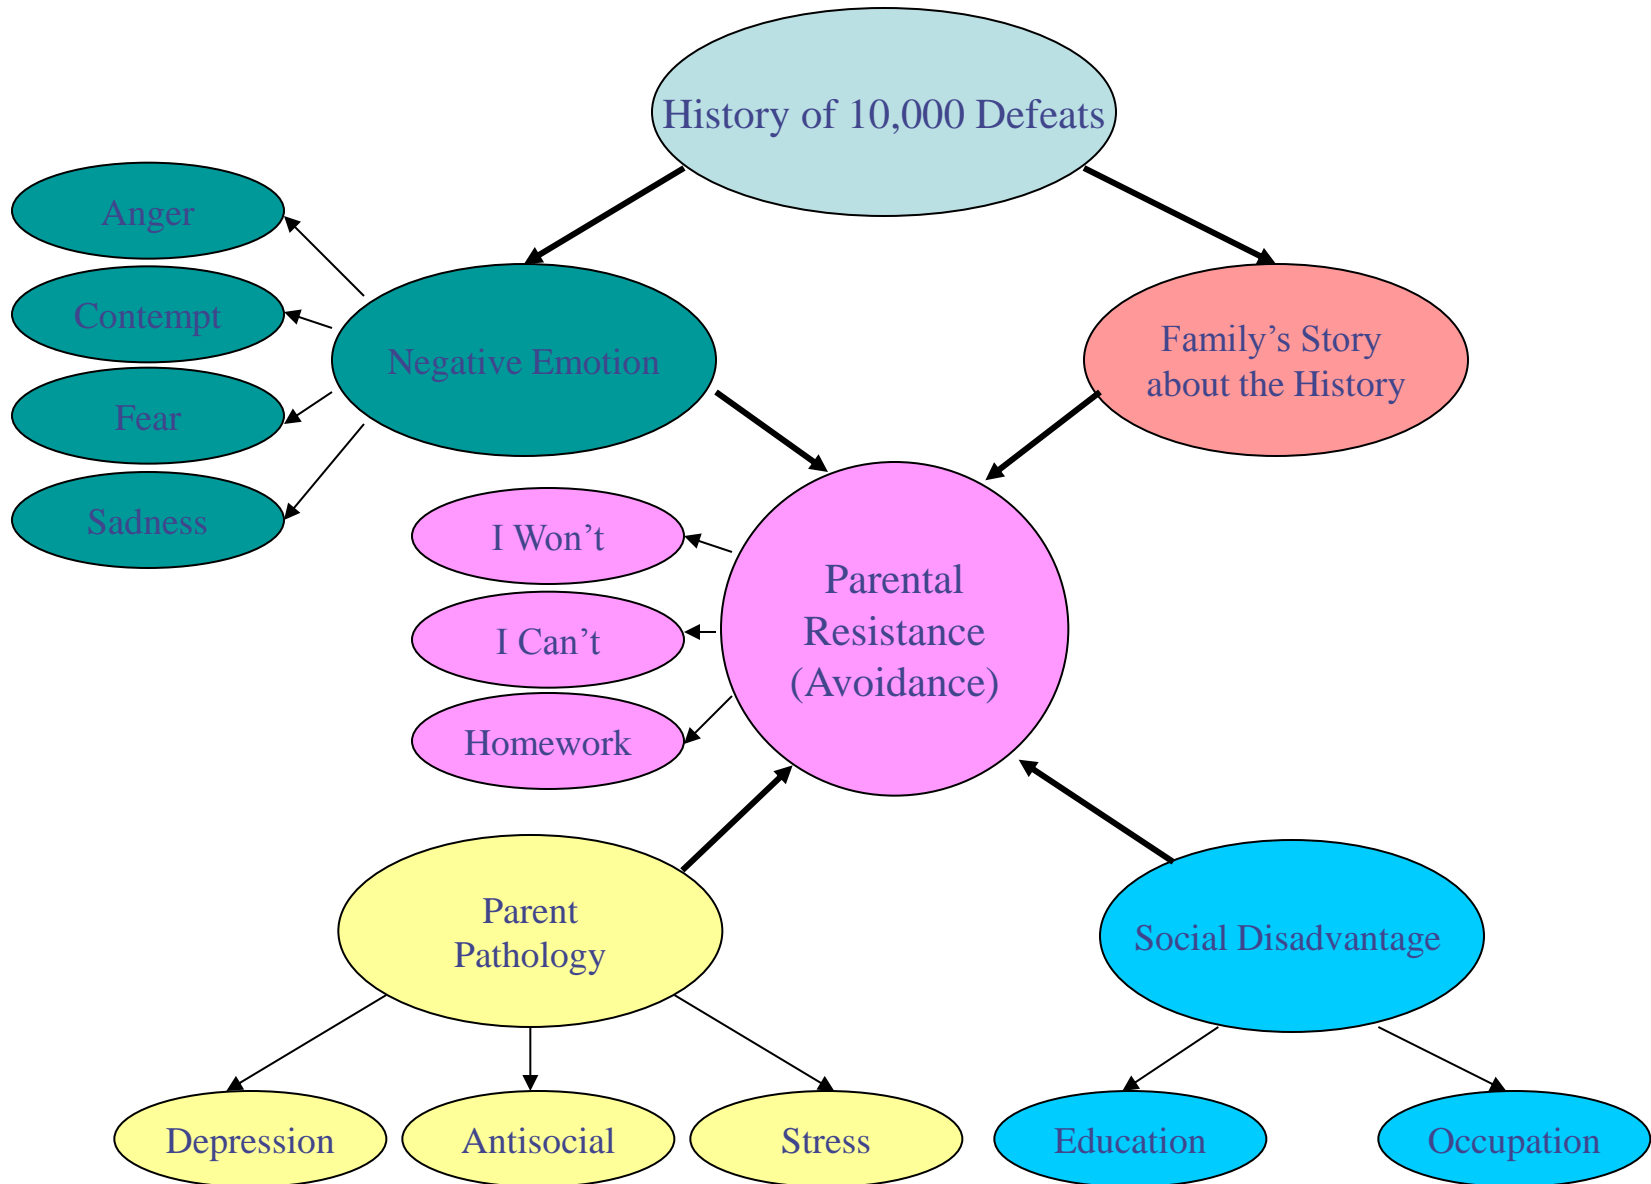 History of 10,000 Defeats
Anger
Contempt
Fear
Sadness
Negative Emotion
Family’s Story
about the History
I Won’t
I Can’t
Homework
Parental
Resistance
(Avoidance)
Parent
Pathology
Social Disadvantage
Depression
Antisocial
Stress
Education
Occupation